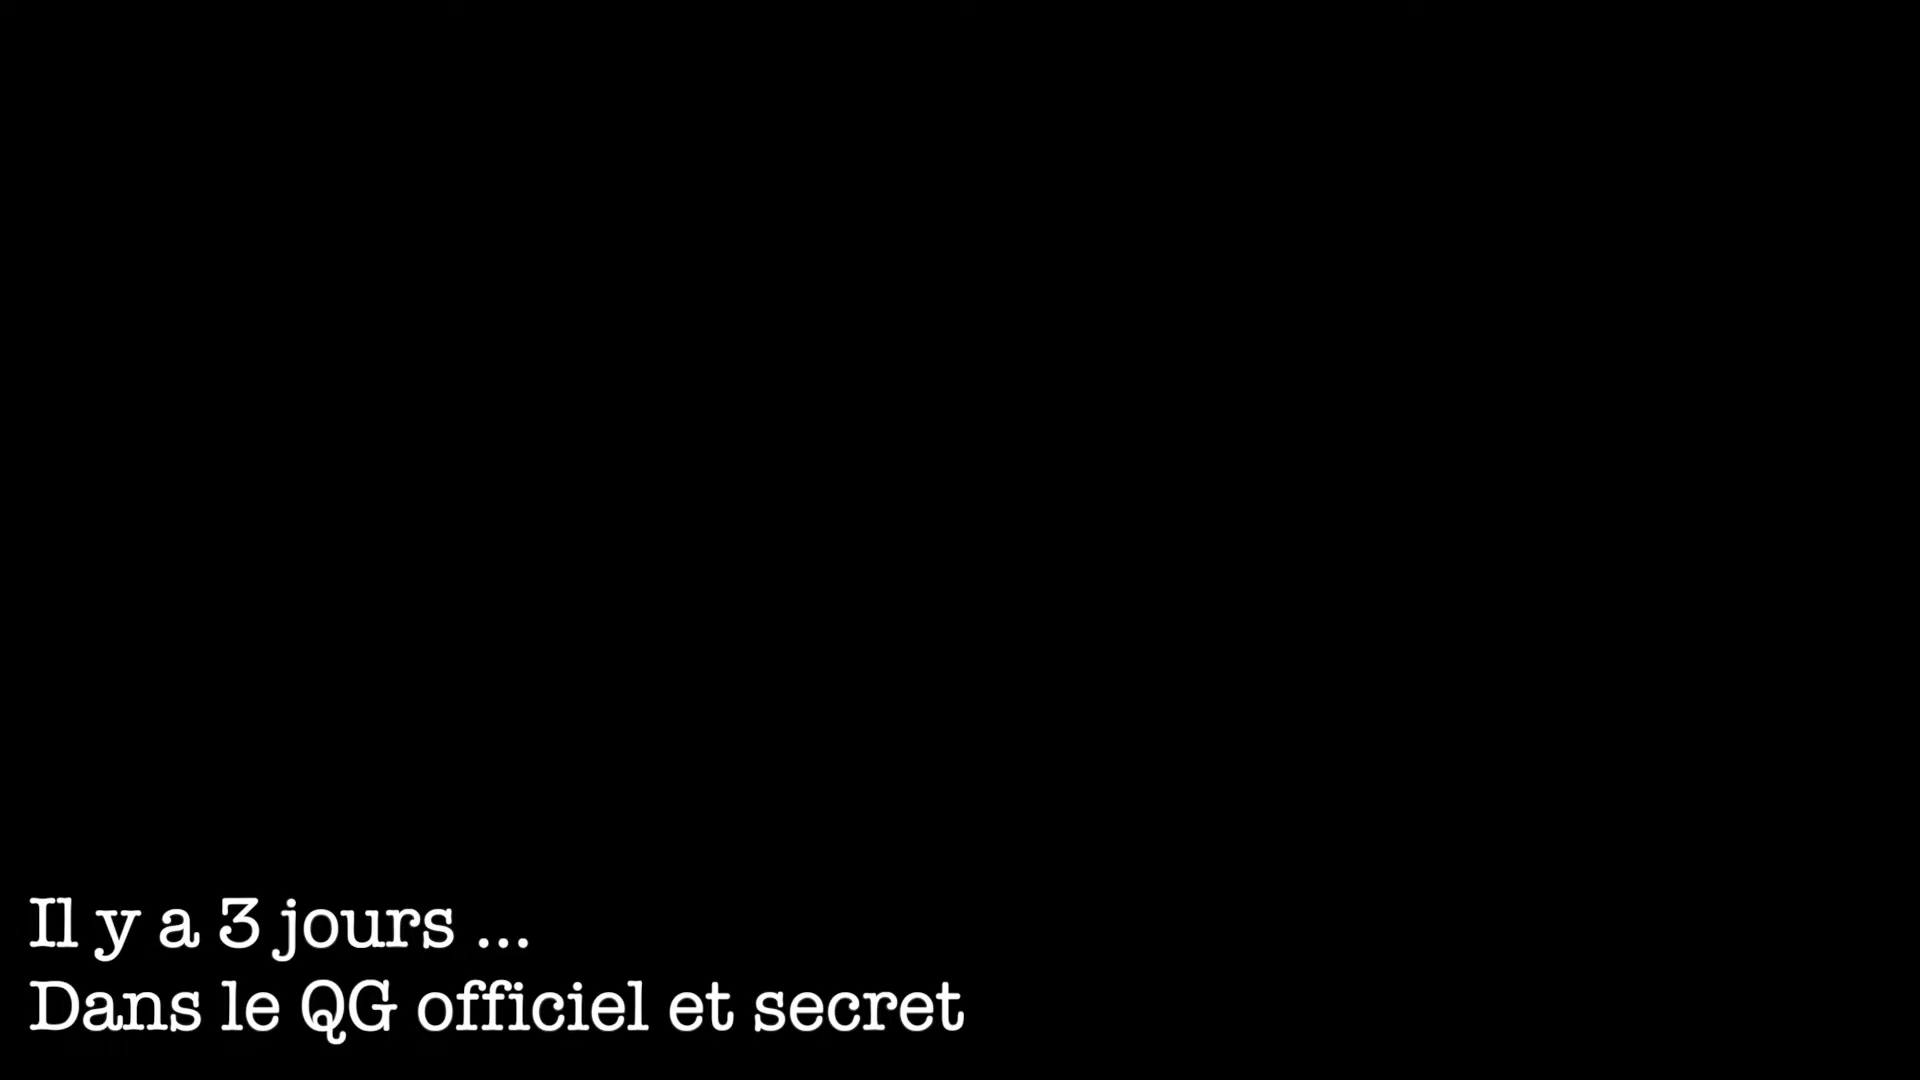 Il y a 3 jours ...
Dans le QG officiel et secret